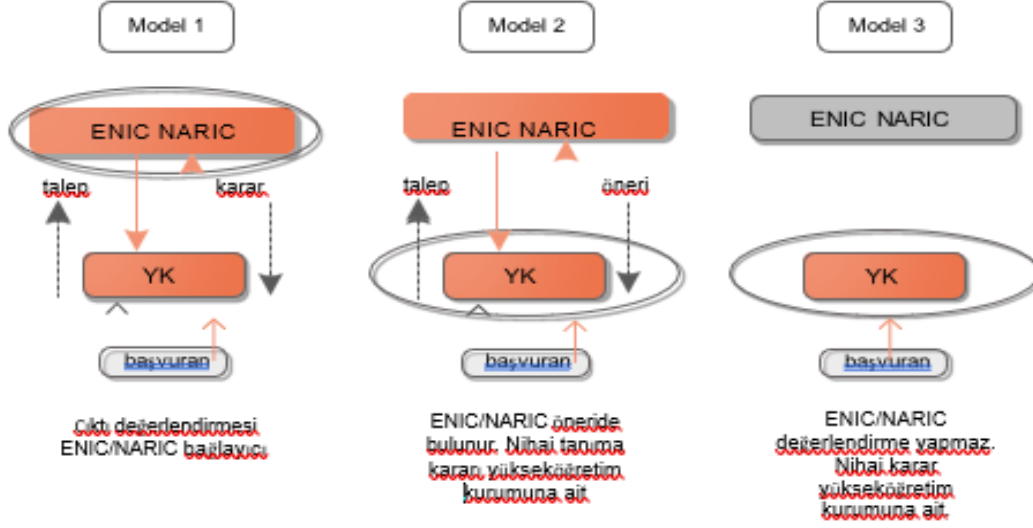 Model 1
Model 2
Model 3
ENIC NARIC
ENIC NARIC
ENIC NARIC
talep
karar
talep
öneri
YK
YK
YK
başvuran
başvuran
başvuran
Çıktı değerlendirmesi
ENIC/NARIC bağlayıcı
ENIC/NARIC öneride
bulunur. Nihai tanıma
kararı yükseköğretim
kurumuna ait
ENIC/NARIC
değerlendirme yapmaz.
Nihai karar
yükseköğretim
kurumuna ait